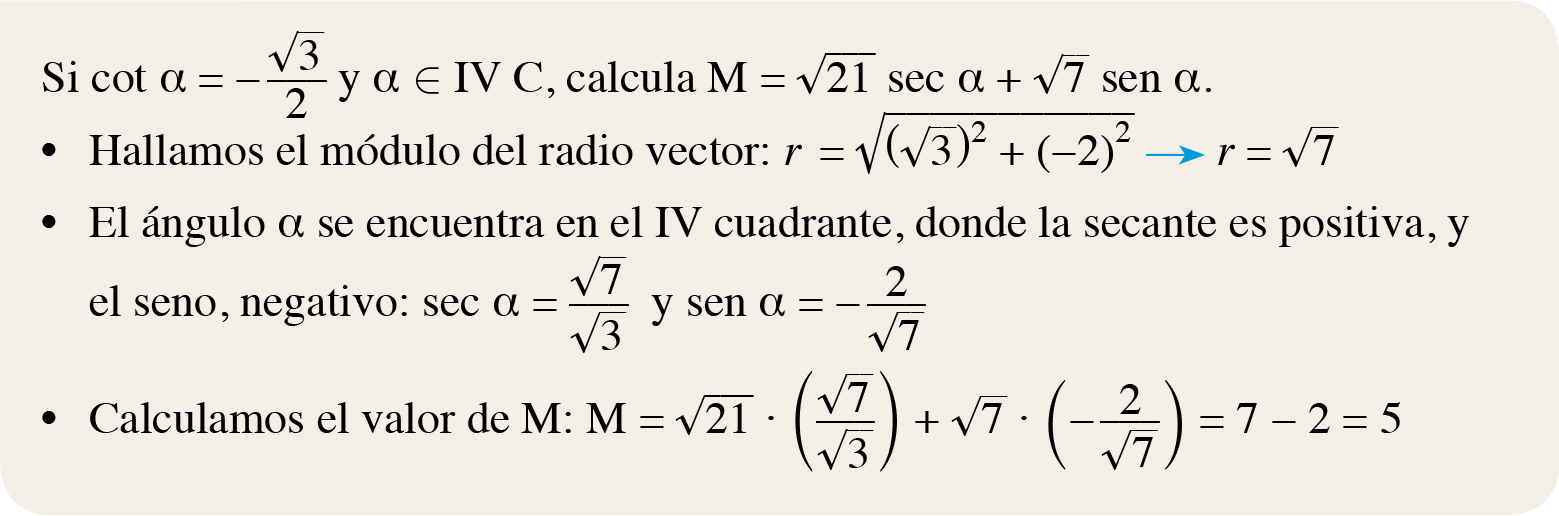 Si cot α = −√3/2 y α ∈ IV C, calcula M = √21 sec α + √7 sen α.
• Hallamos el módulo del radio vector: r = √((√3)² + (−2)²) → r = √7
• El ángulo α se encuentra en el IV cuadrante, donde la secante es positiva, y
el seno, negativo: sec α = √7/√3 y sen α = −2/√7
• Calculamos el valor de M: M = √21 · (√7/√3) + √7 · (−2/√7) = 7 − 2 = 5